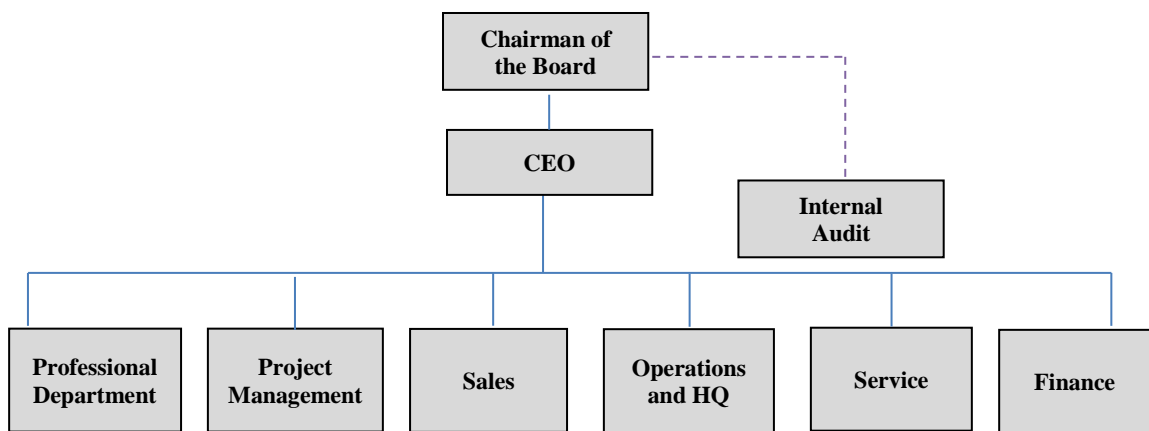 Chairman of
the Board
CEO
Internal
Audit
Professional
Department
Project
Management
Sales
Operations
and HQ
Service
Finance